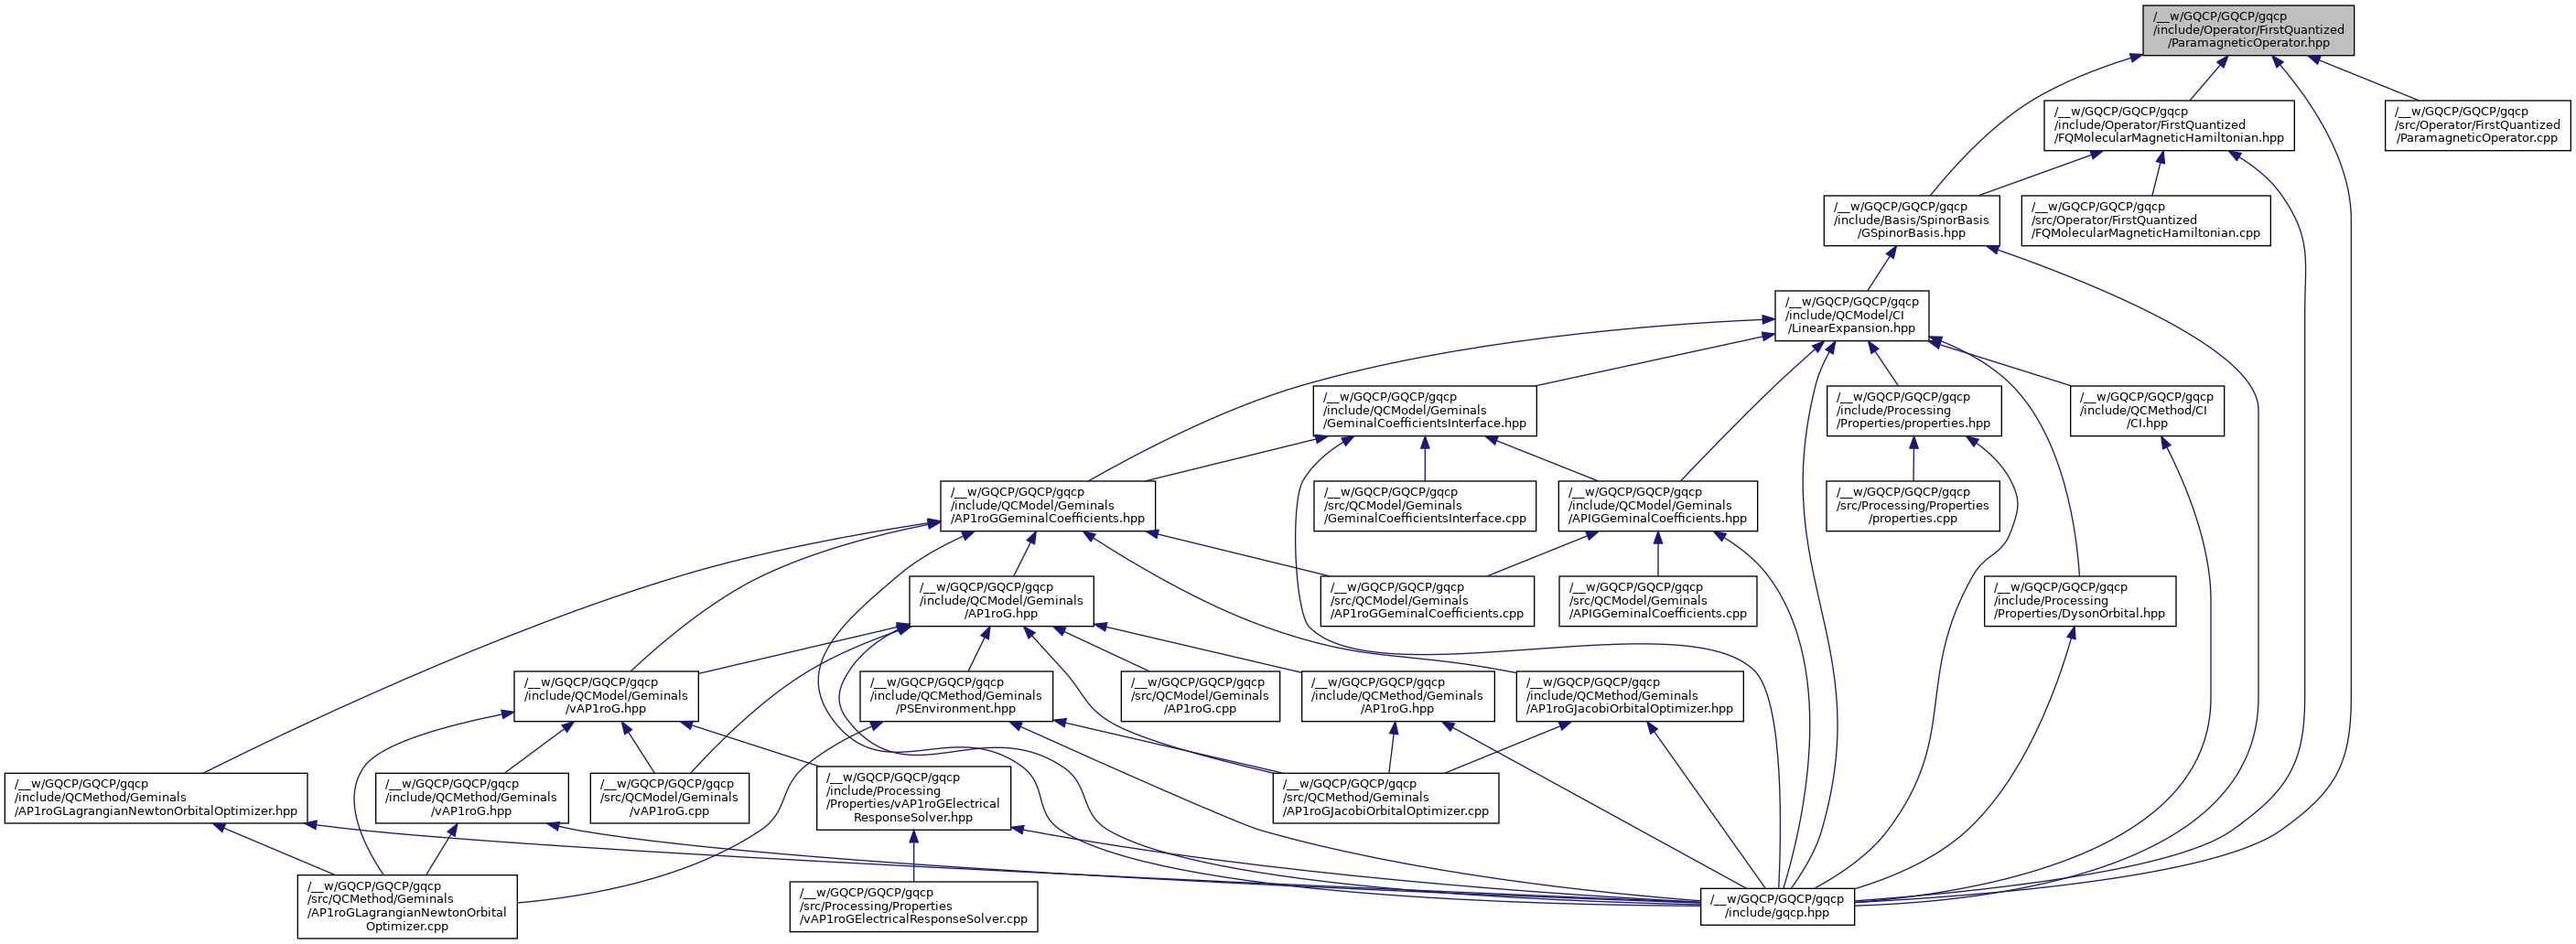 /__w/GQCP/GQCP/gqcp
/include/Operator/FirstQuantized
/ParamagneticOperator.hpp
/__w/GQCP/GQCP/gqcp
/include/Operator/FirstQuantized
/FQMolecularMagneticHamiltonian.hpp
/__w/GQCP/GQCP/gqcp
/src/Operator/FirstQuantized
/ParamagneticOperator.cpp
/__w/GQCP/GQCP/gqcp
/include/Basis/SpinorBasis
/GSpinorBasis.hpp
/__w/GQCP/GQCP/gqcp
/src/Operator/FirstQuantized
/FQMolecularMagneticHamiltonian.cpp
/__w/GQCP/GQCP/gqcp
/include/QCModel/CI
/LinearExpansion.hpp
/__w/GQCP/GQCP/gqcp
/include/QCModel/Geminals
/GeminalCoefficientsInterface.hpp
/__w/GQCP/GQCP/gqcp
/include/Processing
/Properties/properties.hpp
/__w/GQCP/GQCP/gqcp
/include/QCMethod/CI
/CI.hpp
/__w/GQCP/GQCP/gqcp
/include/QCModel/Geminals
/AP1roGGeminalCoefficients.hpp
/__w/GQCP/GQCP/gqcp
/src/QCModel/Geminals
/GeminalCoefficientsInterface.cpp
/__w/GQCP/GQCP/gqcp
/include/QCModel/Geminals
/APIGGeminalCoefficients.hpp
/__w/GQCP/GQCP/gqcp
/src/Processing/Properties
/properties.cpp
/__w/GQCP/GQCP/gqcp
/include/QCModel/Geminals
/AP1roG.hpp
/__w/GQCP/GQCP/gqcp
/src/QCModel/Geminals
/AP1roGGeminalCoefficients.cpp
/__w/GQCP/GQCP/gqcp
/src/QCModel/Geminals
/APIGGeminalCoefficients.cpp
/__w/GQCP/GQCP/gqcp
/include/Processing
/Properties/DysonOrbital.hpp
/__w/GQCP/GQCP/gqcp
/include/QCModel/Geminals
/vAP1roG.hpp
/__w/GQCP/GQCP/gqcp
/include/QCMethod/Geminals
/PSEnvironment.hpp
/__w/GQCP/GQCP/gqcp
/src/QCModel/Geminals
/AP1roG.cpp
/__w/GQCP/GQCP/gqcp
/include/QCMethod/Geminals
/AP1roG.hpp
/__w/GQCP/GQCP/gqcp
/include/QCMethod/Geminals
/AP1roGJacobiOrbitalOptimizer.hpp
/__w/GQCP/GQCP/gqcp
/include/QCMethod/Geminals
/AP1roGLagrangianNewtonOrbitalOptimizer.hpp
/__w/GQCP/GQCP/gqcp
/include/QCMethod/Geminals
/vAP1roG.hpp
/__w/GQCP/GQCP/gqcp
/src/QCModel/Geminals
/vAP1roG.cpp
/__w/GQCP/GQCP/gqcp
/include/Processing
/Properties/vAP1roGElectrical
ResponseSolver.hpp
/__w/GQCP/GQCP/gqcp
/src/QCMethod/Geminals
/AP1roGJacobiOrbitalOptimizer.cpp
/__w/GQCP/GQCP/gqcp
/src/QCMethod/Geminals
/AP1roGLagrangianNewtonOrbital
Optimizer.cpp
/__w/GQCP/GQCP/gqcp
/src/Processing/Properties
/vAP1roGElectricalResponseSolver.cpp
/__w/GQCP/GQCP/gqcp
/include/gqcp.hpp